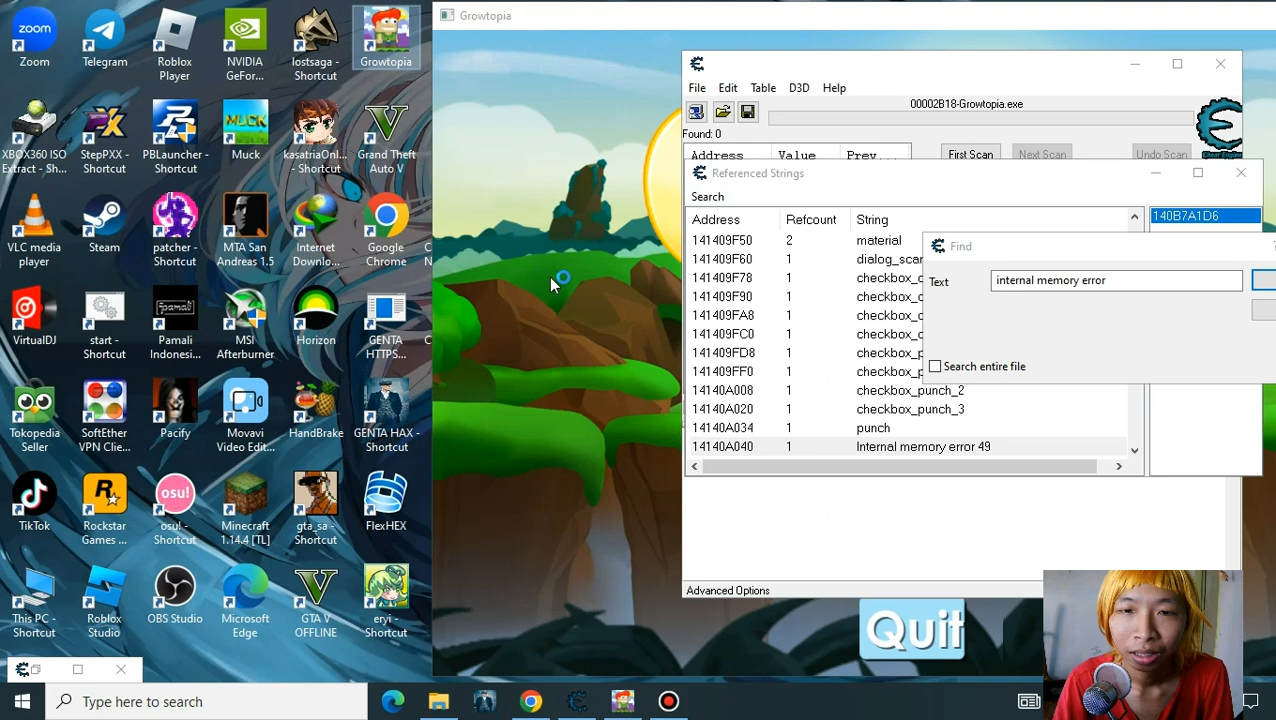 Growtopia
Zoom
Telegram
Roblox Player
NVIDIA GeFor...
lostsaga - Shortcut
Growtopia
XBOX360 ISO Extract - Sh...
StepPXX - Shortcut
PBLauncher - Shortcut
Muck
kasatriaOnl... - Shortcut
Grand Theft Auto V
VLC media player
Steam
patcher - Shortcut
MTA San Andreas 1.5
Internet Downlo...
Google Chrome
VirtualDJ
start - Shortcut
Pamali Indonesi...
MSI Afterburner
Horizon
GENTA HTTPS...
Tokopedia Seller
SoftEther VPN Clie...
Pacify
Movavi Video Edit...
HandBrake
GENTA HAX - Shortcut
TikTok
Rockstar Games ...
osu! - Shortcut
Minecraft 1.14.4 [TL]
gta_sa - Shortcut
FlexHEX
This PC - Shortcut
Roblox Studio
OBS Studio
Microsoft Edge
GTA V OFFLINE
eryi - Shortcut
File Edit Table D3D Help
00002B18-Growtopia.exe
Found: 0
Address Value Prev...
First Scan Next Scan Undo Scan
Cheat Engine
Referenced Strings
Search
Address Refcount String
141409F50 2 material
141409F60 1 dialog_scar
141409F78 1 checkbox_c
141409F90 1 checkbox_c
141409FA8 1 checkbox_c
141409FC0 1 checkbox_c
141409FD8 1 checkbox_p
141409FF0 1 checkbox_p
14140A008 1 checkbox_punch_2
14140A020 1 checkbox_punch_3
14140A034 1 punch
14140A040 1 Internal memory error 49
140B7A1D6
Find
Text internal memory error
Search entire file
Advanced Options
Quit
Type here to search